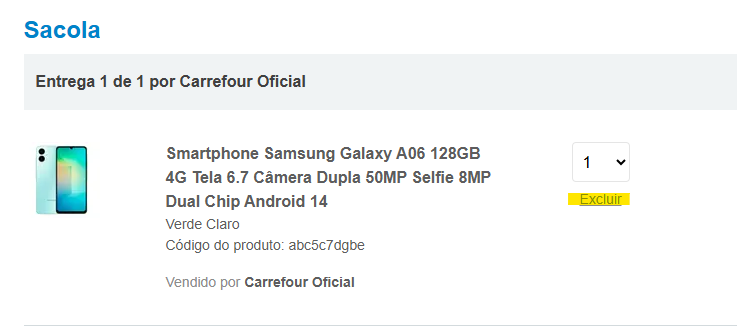 Sacola
Entrega 1 de 1 por Carrefour Oficial
Smartphone Samsung Galaxy A06 128GB
4G Tela 6.7 Câmera Dupla 50MP Selfie 8MP
Dual Chip Android 14
Verde Claro
Código do produto: abc5c7dgbe
Vendido por Carrefour Oficial
1
Excluir